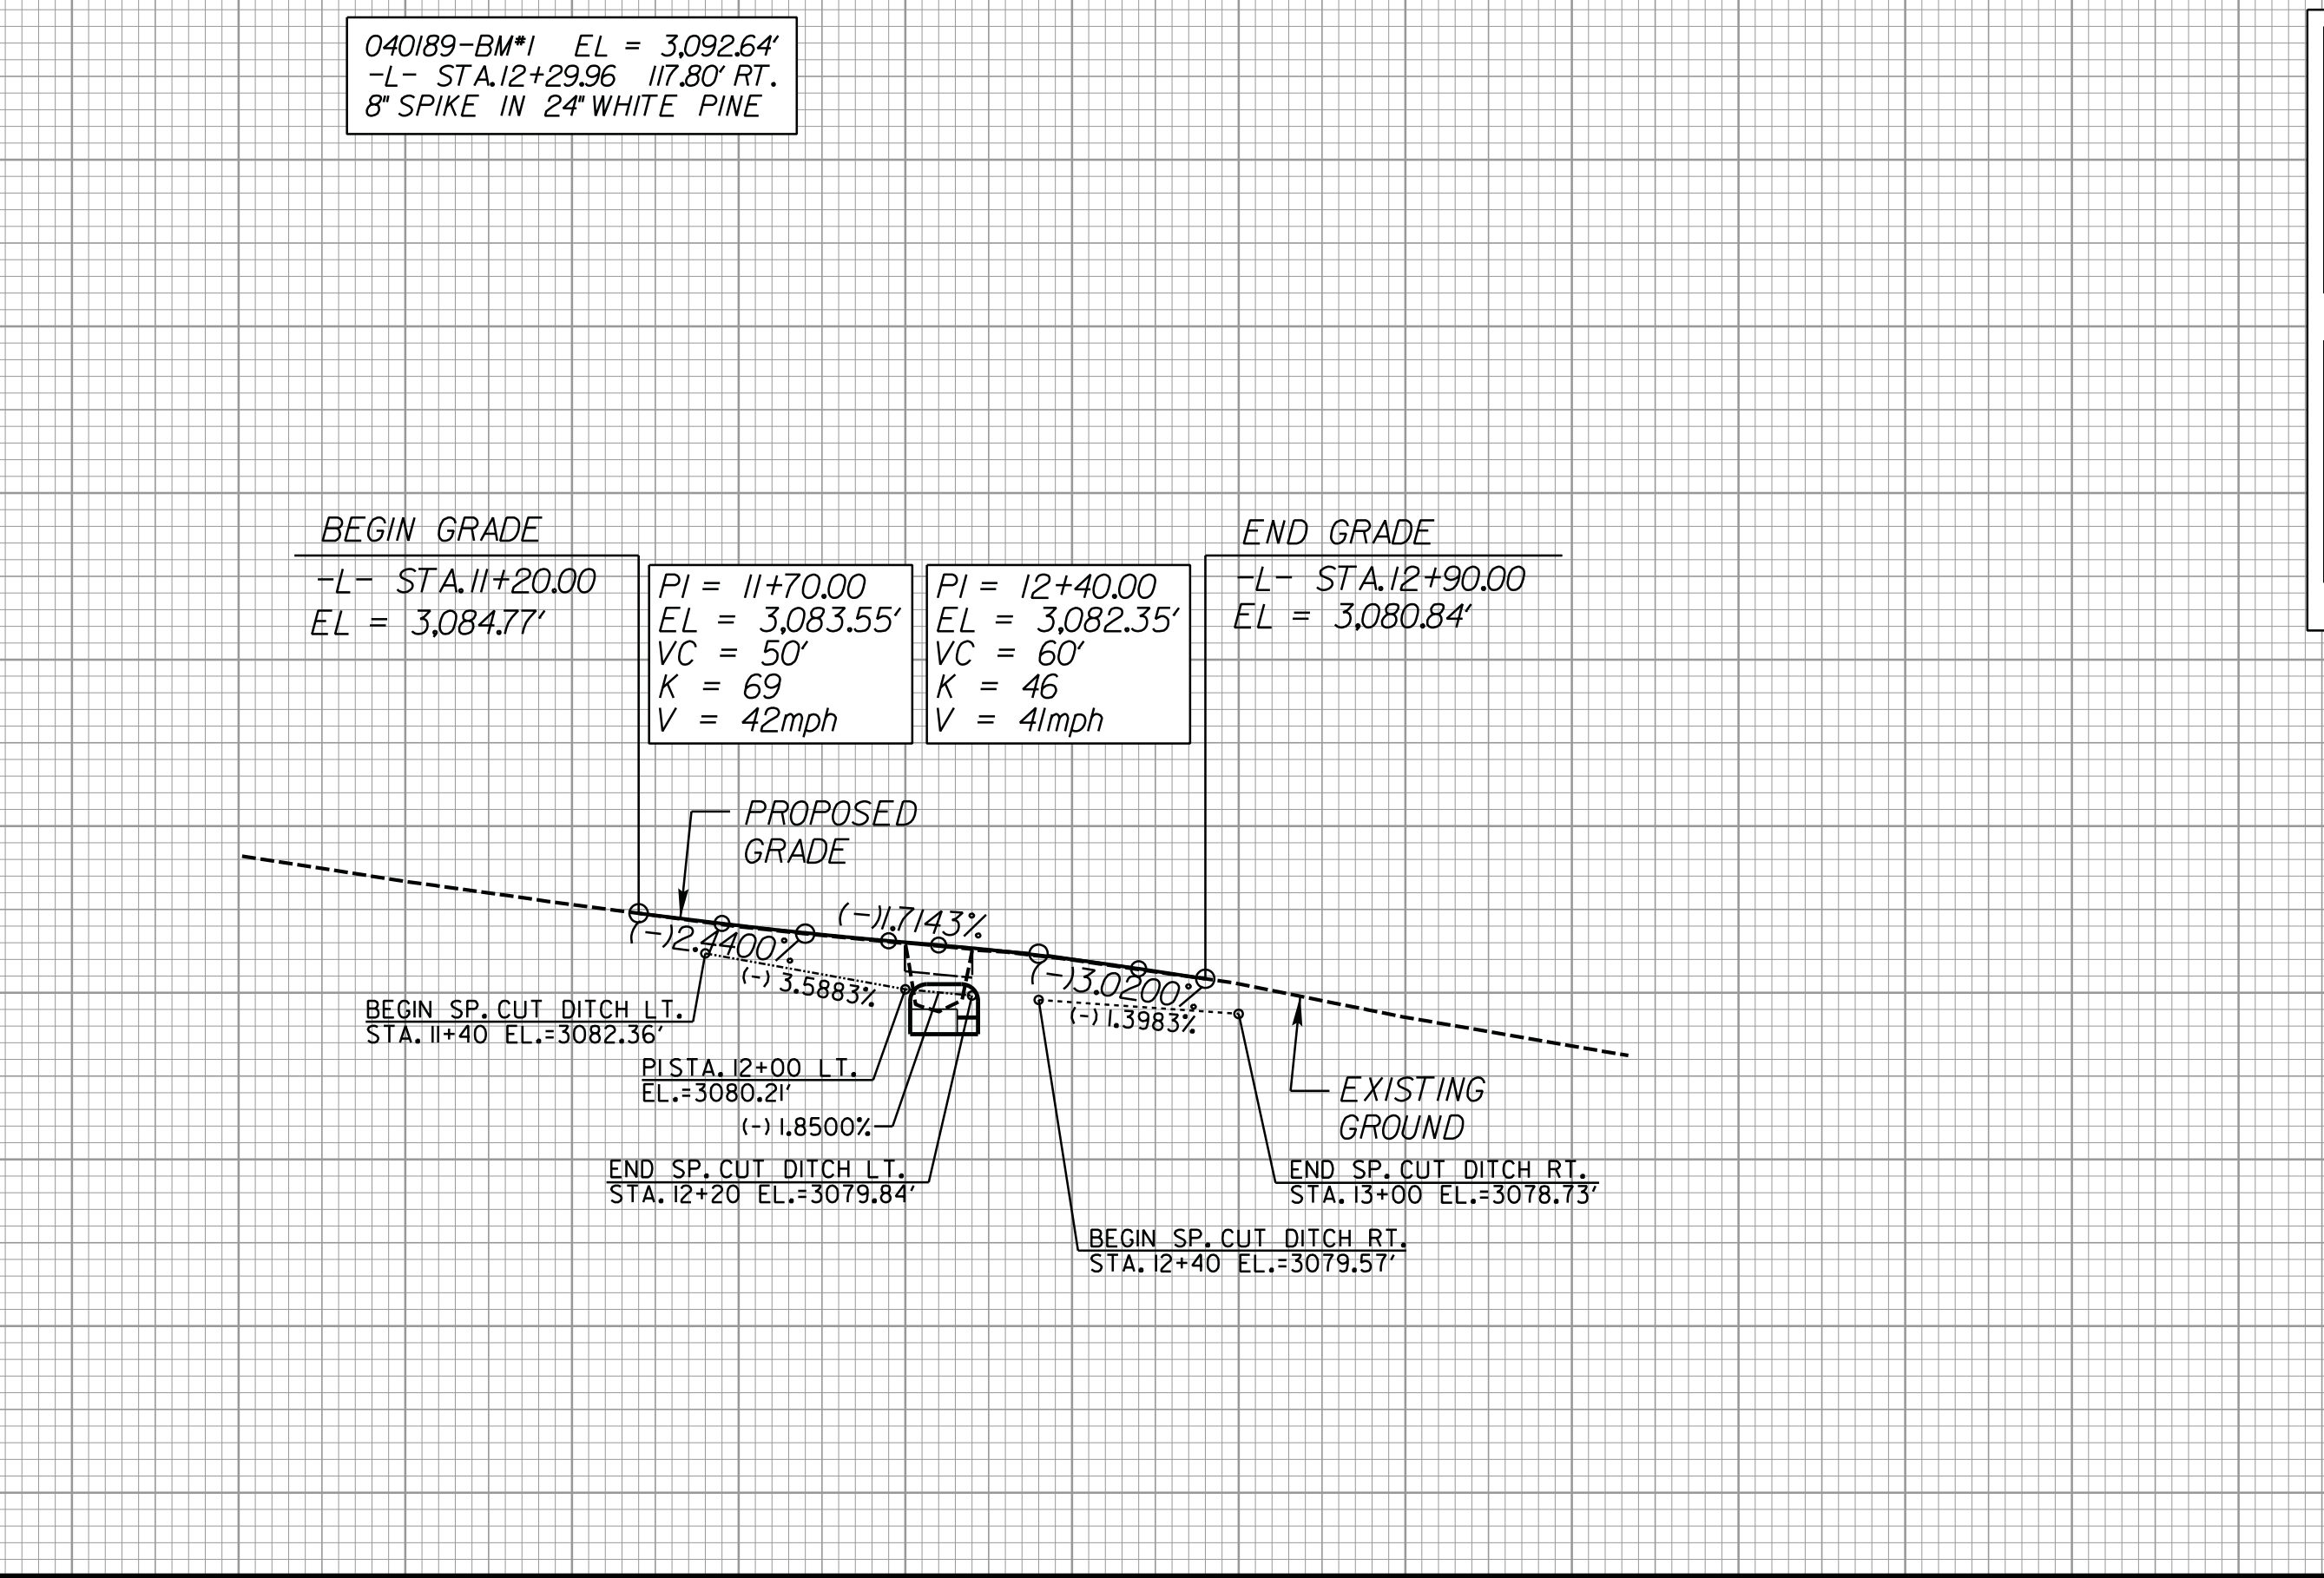 040189-BM#1 EL = 3,092.64'
-L- STA.12+29.96 117.80' RT.
8" SPIKE IN 24" WHITE PINE
BEGIN GRADE
-L- STA.11+20.00
EL = 3,084.77'
PI = 11+70.00
EL = 3,083.55'
VC = 50'
K = 69
V = 42mph
PI = 12+40.00
EL = 3,082.35'
VC = 60'
K = 46
V = 41mph
END GRADE
-L- STA.12+90.00
EL = 3,080.84'
PROPOSED
GRADE
(-)2.4400%
(-)1.7143%
(-)3.0200%
(-) 3.5883%
(-) 1.3983%
BEGIN SP. CUT DITCH LT.
STA. 11+40 EL.=3082.36'
PI STA. 12+00 LT.
EL.=3080.21'
(-) 1.8500%
END SP. CUT DITCH LT.
STA. 12+20 EL.=3079.84'
EXISTING
GROUND
END SP. CUT DITCH RT.
STA. 13+00 EL.=3078.73'
BEGIN SP. CUT DITCH RT.
STA. 12+40 EL.=3079.57'